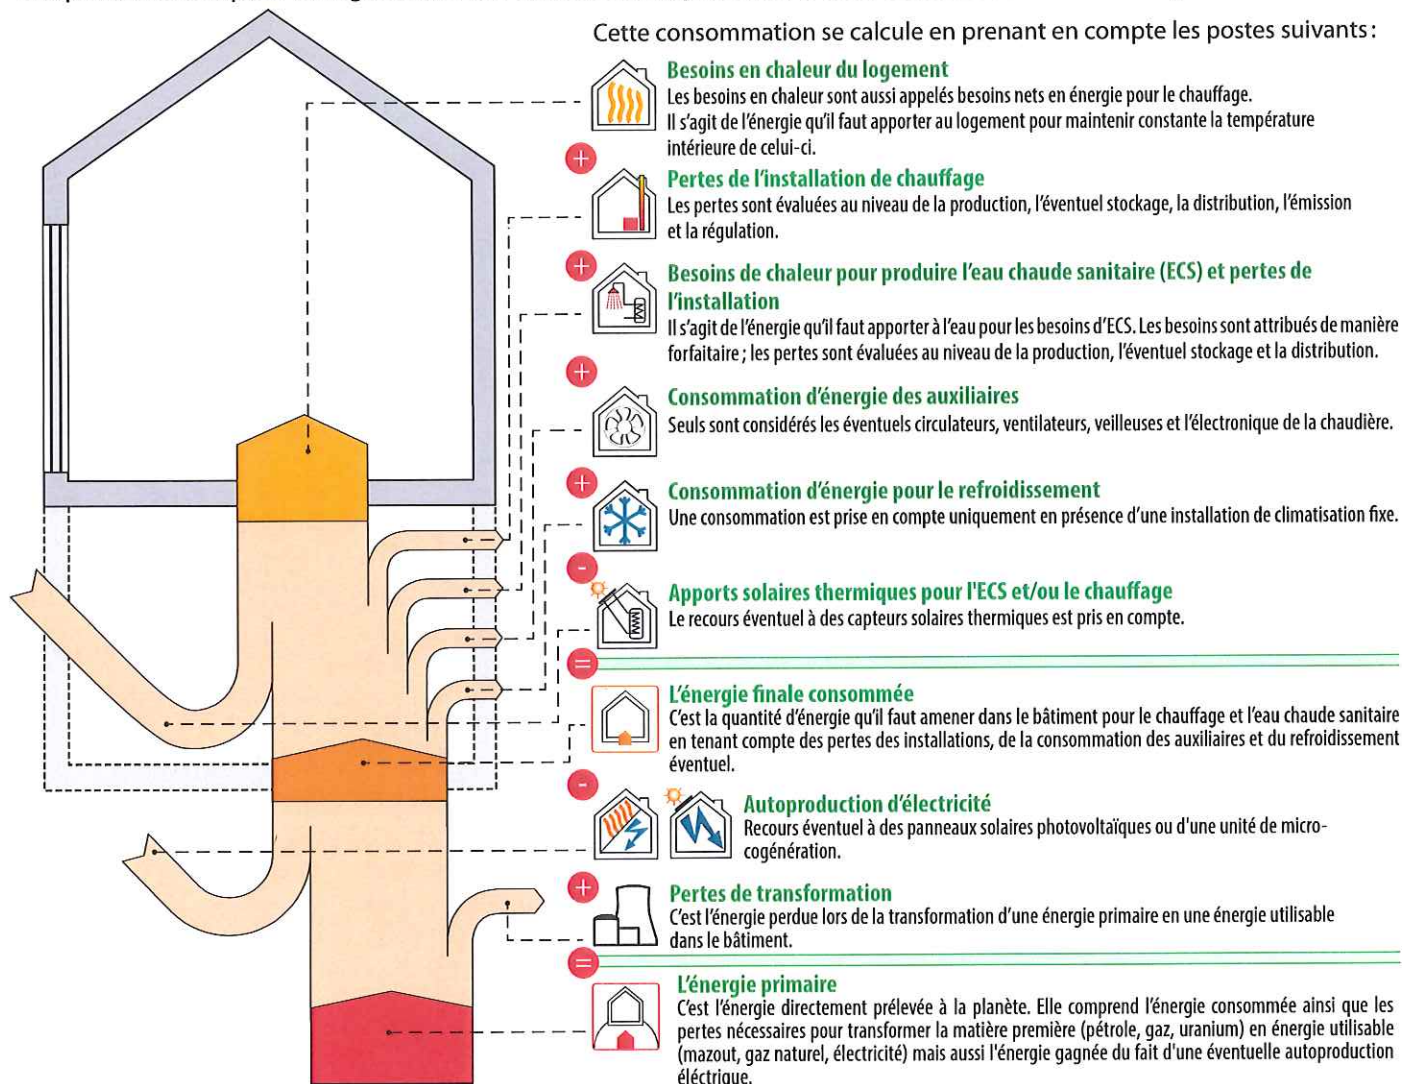 Cette consommation se calcule en prenant en compte les postes suivants :
Besoins en chaleur du logement
Les besoins en chaleur sont aussi appelés besoins nets en énergie pour le chauffage.
Il s'agit de l'énergie qu'il faut apporter au logement pour maintenir constante la température
intérieure de celui-ci.
+
Pertes de l'installation de chauffage
Les pertes sont évaluées au niveau de la production, l'éventuel stockage, la distribution, l'émission
et la régulation.
+
Besoins de chaleur pour produire l'eau chaude sanitaire (ECS) et pertes de
l'installation
Il s'agit de l'énergie qu'il faut apporter à l'eau pour les besoins d'ECS. Les besoins sont attribués de manière
forfaitaire ; les pertes sont évaluées au niveau de la production, l'éventuel stockage et la distribution.
+
Consommation d'énergie des auxiliaires
Seuls sont considérés les éventuels circulateurs, ventilateurs, veilleuses et l'électronique de la chaudière.
+
Consommation d'énergie pour le refroidissement
Une consommation est prise en compte uniquement en présence d'une installation de climatisation fixe.
-
Apports solaires thermiques pour l'ECS et/ou le chauffage
Le recours éventuel à des capteurs solaires thermiques est pris en compte.
=
L'énergie finale consommée
C'est la quantité d'énergie qu'il faut amener dans le bâtiment pour le chauffage et l'eau chaude sanitaire
en tenant compte des pertes des installations, de la consommation des auxiliaires et du refroidissement
éventuel.
-
Autoproduction d'électricité
Recours éventuel à des panneaux solaires photovoltaïques ou d'une unité de micro-
cogénération.
+
Pertes de transformation
C'est l'énergie perdue lors de la transformation d'une énergie primaire en une énergie utilisable
dans le bâtiment.
=
L'énergie primaire
C'est l'énergie directement prélevée à la planète. Elle comprend l'énergie consommée ainsi que les
pertes nécessaires pour transformer la matière première (pétrole, gaz, uranium) en énergie utilisable
(mazout, gaz naturel, électricité) mais aussi l'énergie gagnée du fait d'une éventuelle autoproduction
éléctrique.